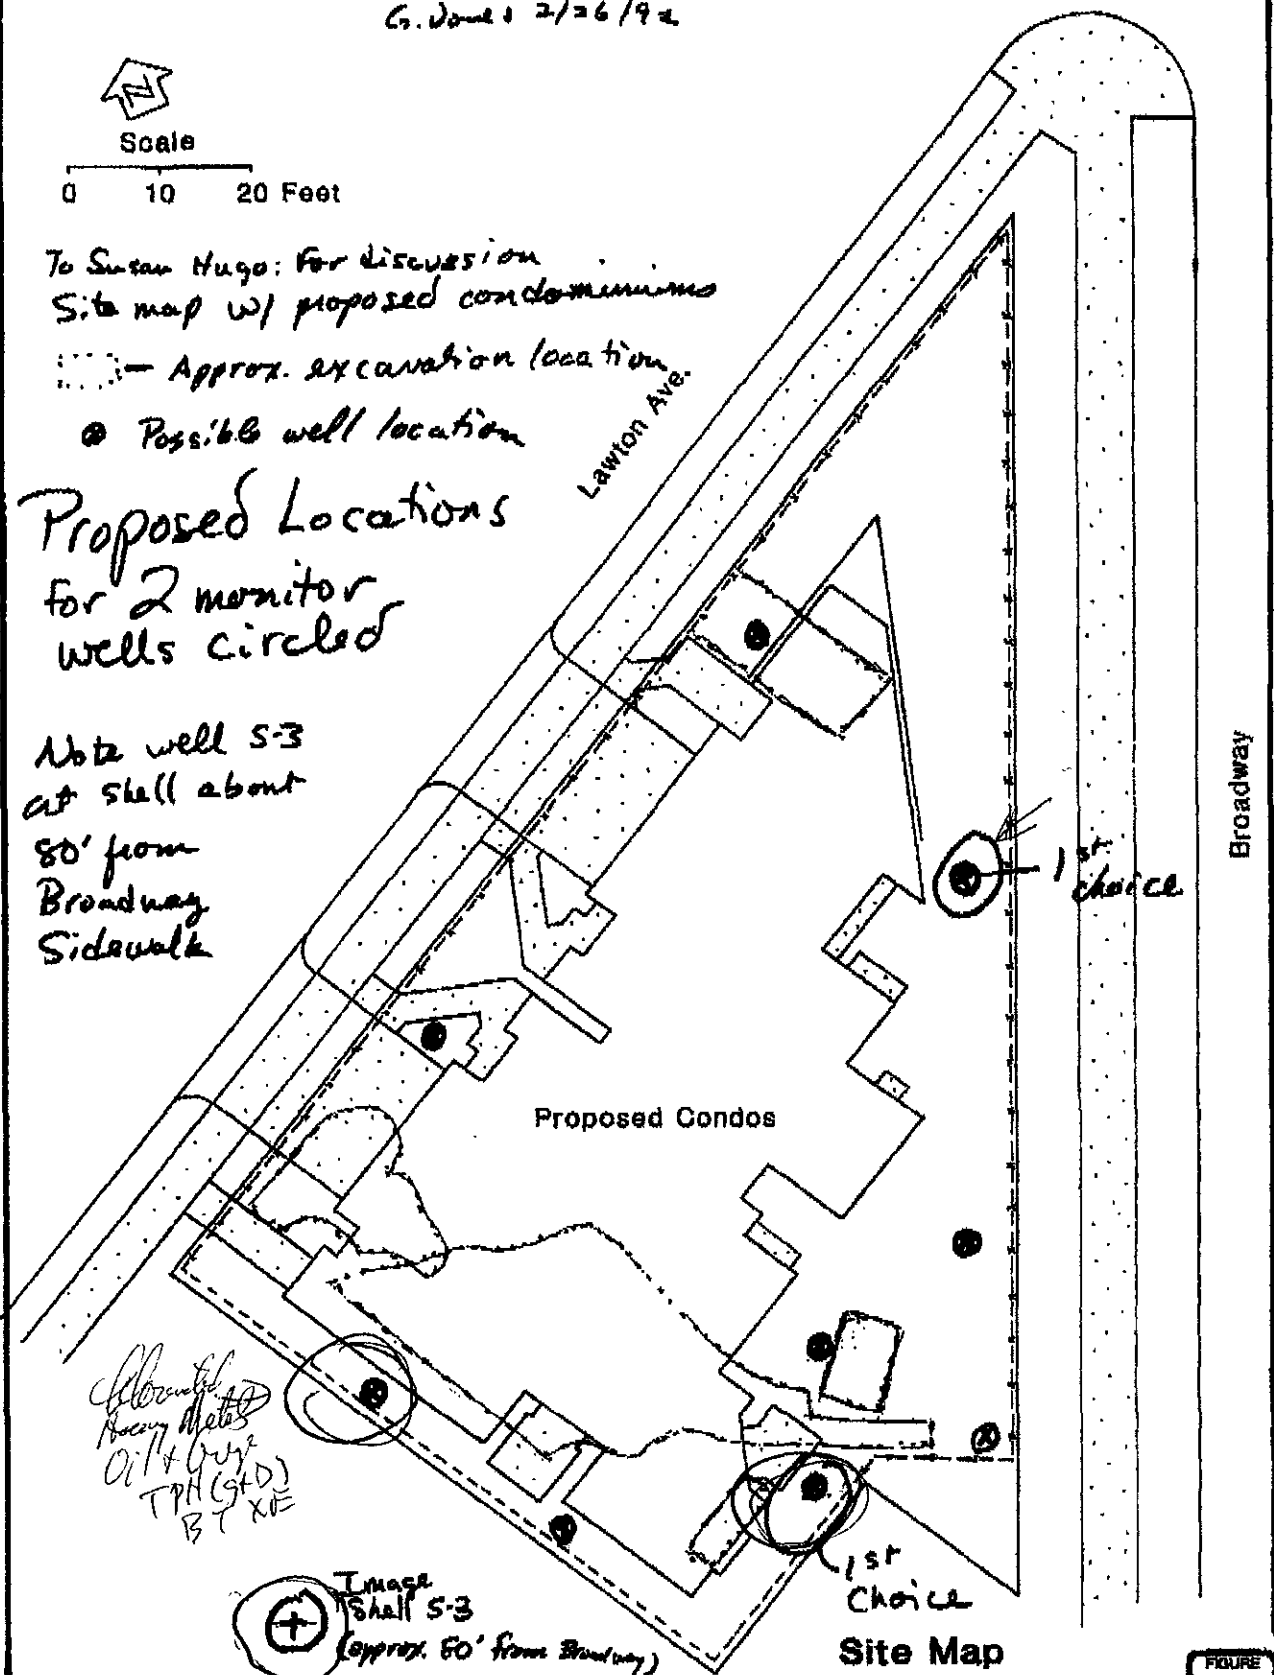 G. Jones 2/26/92
N
Scale
0 10 20 Feet
To Susan Hugo: For discussion
Site map w/ proposed condominiums
— Approx. excavation location
Possible well location
Proposed Locations
for 2 monitor
wells circled
Note well S-3
at Shell about
80' from
Broadway
Sidewalk
Lawton Ave.
Broadway
1st
choice
Proposed Condos
Heavy Metals
Oil +
TPH (G+D)
BTXE
Image
Shell S-3
(approx. 80' from Broadway)
1st
Choice
Site Map
FIGURE